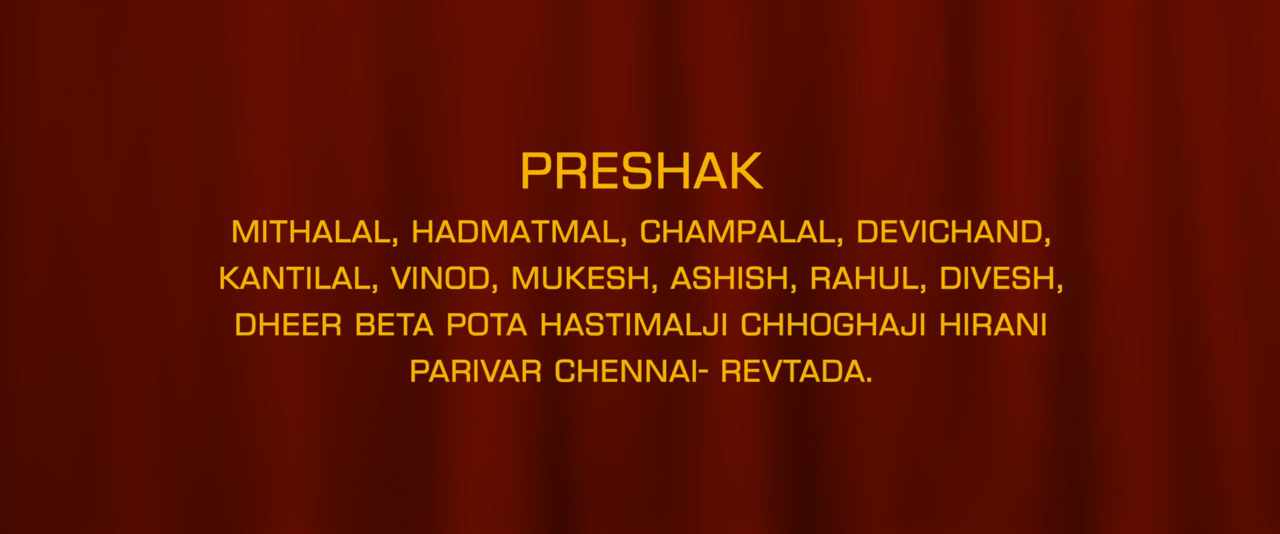 PRESHAK
MITHALAL, HADMATMAL, CHAMPALAL, DEVICHAND,
KANTILAL, VINOD, MUKESH, ASHISH, RAHUL, DIVESH,
DHEER BETA POTA HASTIMALJI CHHOGHAJI HIRANI
PARIVAR CHENNAI- REVTADA.